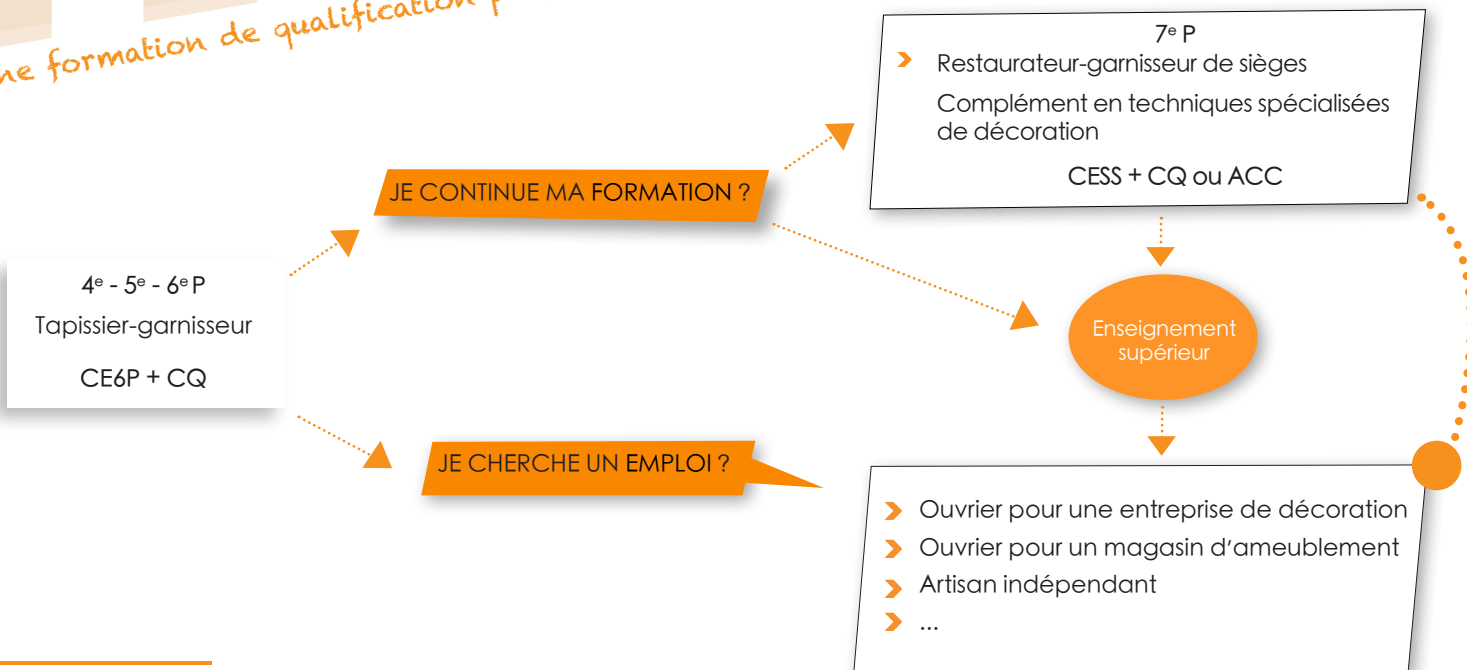 formation de qualification
7e P
Restaurateur-garnisseur de sièges
Complément en techniques spécialisées
de décoration
CESS + CQ ou ACC
JE CONTINUE MA FORMATION ?
4e - 5e - 6e P
Tapissier-garnisseur
CE6P + CQ
Enseignement
supérieur
JE CHERCHE UN EMPLOI ?
Ouvrier pour une entreprise de décoration
Ouvrier pour un magasin d'ameublement
Artisan indépendant
...